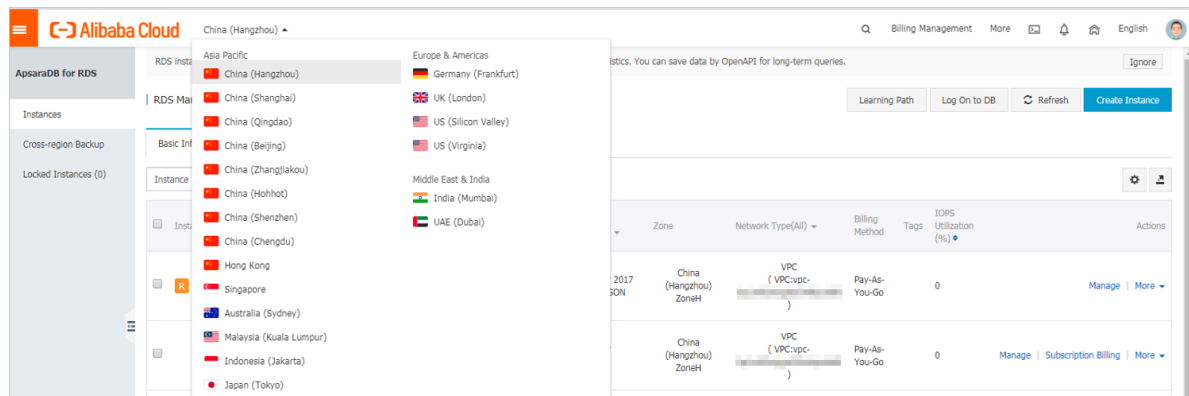 Alibaba Cloud
China (Hangzhou)
Billing Management
More
English
ApsaraDB for RDS
Instances
Cross-region Backup
Locked Instances (0)
RDS insta
istics. You can save data by OpenAPI for long-term queries.
Ignore
RDS Ma
Learning Path
Log On to DB
Refresh
Create Instance
Basic Inf
Instance
Asia Pacific
China (Hangzhou)
China (Shanghai)
China (Qingdao)
China (Beijing)
China (Zhangjiakou)
China (Hohhot)
China (Shenzhen)
China (Chengdu)
Hong Kong
Singapore
Australia (Sydney)
Malaysia (Kuala Lumpur)
Indonesia (Jakarta)
Japan (Tokyo)
Europe & Americas
Germany (Frankfurt)
UK (London)
US (Silicon Valley)
US (Virginia)
Middle East & India
India (Mumbai)
UAE (Dubai)
Insta
Zone
Network Type(All)
Billing
Method
Tags
IOPS
Utilization
(%)
Actions
R
2017
SON
China
(Hangzhou)
ZoneH
VPC
( VPC:vpc-
)
Pay-As-
You-Go
0
Manage | More
China
(Hangzhou)
ZoneH
VPC
( VPC:vpc-
)
Pay-As-
You-Go
0
Manage | Subscription Billing | More